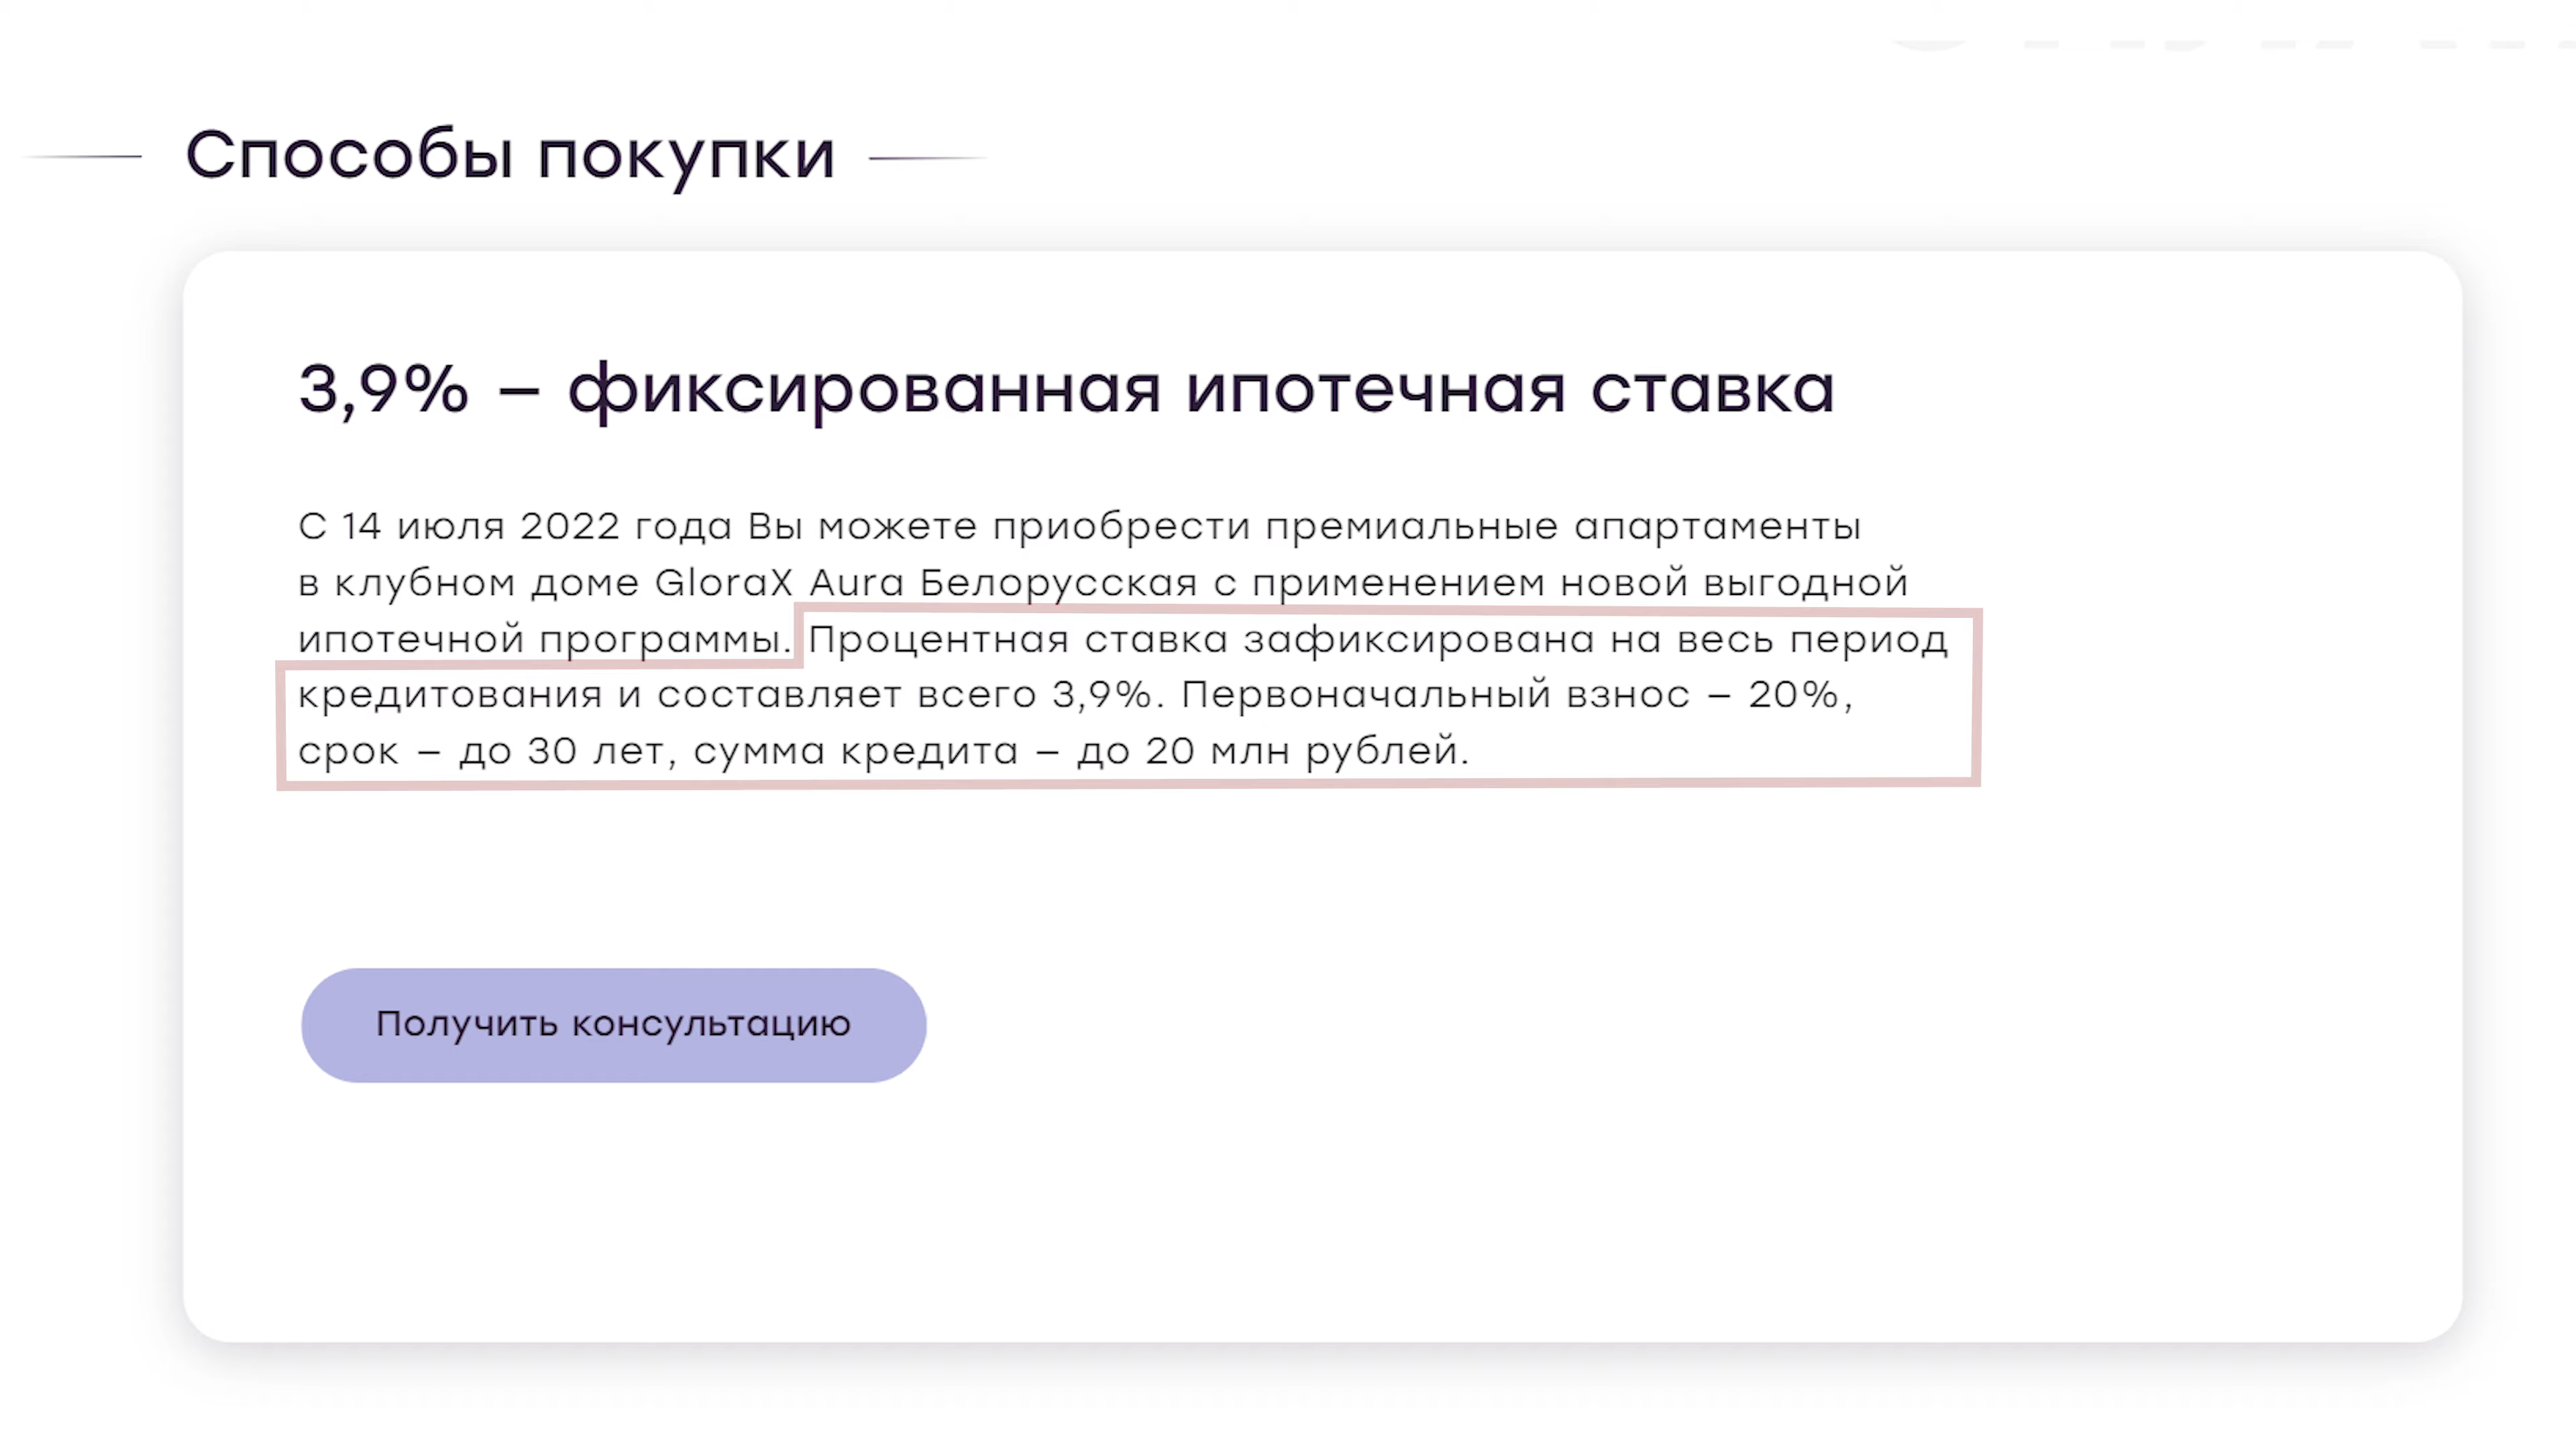 Способы покупки
3,9% – фиксированная ипотечная ставка
С 14 июля 2022 года Вы можете приобрести премиальные апартаменты
в клубном доме GloraX Aura Белорусская с применением новой выгодной
ипотечной программы. Процентная ставка зафиксирована на весь период
кредитования и составляет всего 3,9%. Первоначальный взнос – 20%,
срок – до 30 лет, сумма кредита – до 20 млн рублей.
Получить консультацию